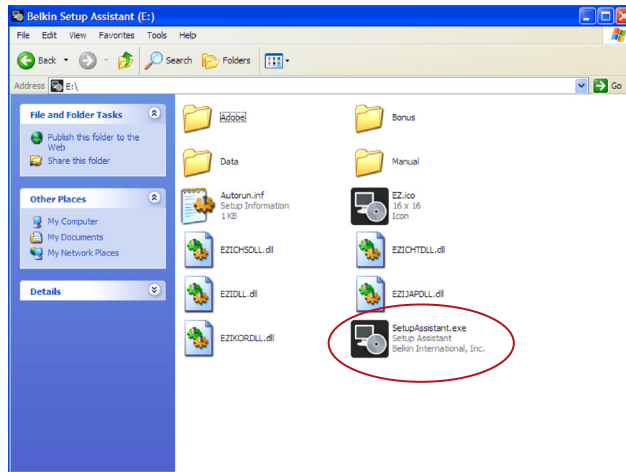 Belkin Setup Assistant (E:)
File Edit View Favorites Tools Help
Back Search Folders
Address E:\ Go
File and Folder Tasks
Publish this folder to the
Web
Share this folder
Other Places
My Computer
My Documents
My Network Places
Details
Adobe
Bonus
Data
Manual
Autorun.inf
Setup Information
1 KB
EZ.ico
16 x 16
Icon
EZICHSDLL.dll
EZICHTDLL.dll
EZIDLL.dll
EZIJAPDLL.dll
EZIKORDLL.dll
SetupAssistant.exe
Setup Assistant
Belkin International, Inc.